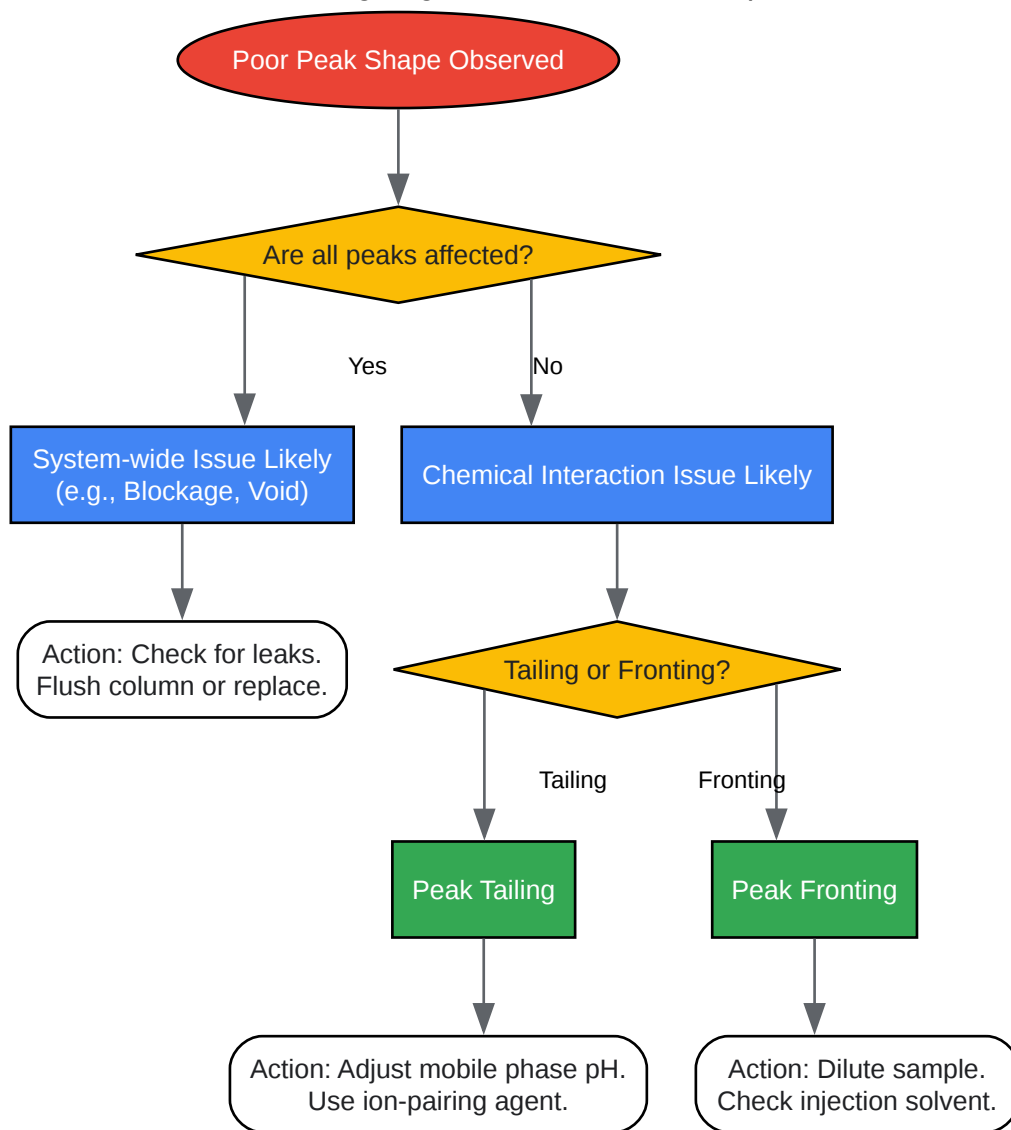 Poor Peak Shape Observed
Are all peaks affected?
Yes
No
System-wide Issue Likely
(e.g., Blockage, Void)
Chemical Interaction Issue Likely
Action: Check for leaks.
Flush column or replace.
Tailing or Fronting?
Tailing
Fronting
Peak Tailing
Peak Fronting
Action: Adjust mobile phase pH.
Use ion-pairing agent.
Action: Dilute sample.
Check injection solvent.